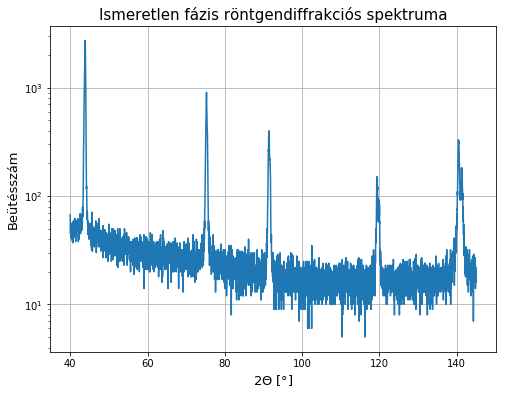 Ismeretlen fázis röntgendiffrakciós spektruma
Beütésszám
10³
10²
10¹
40 60 80 100 120 140
2Θ [°]